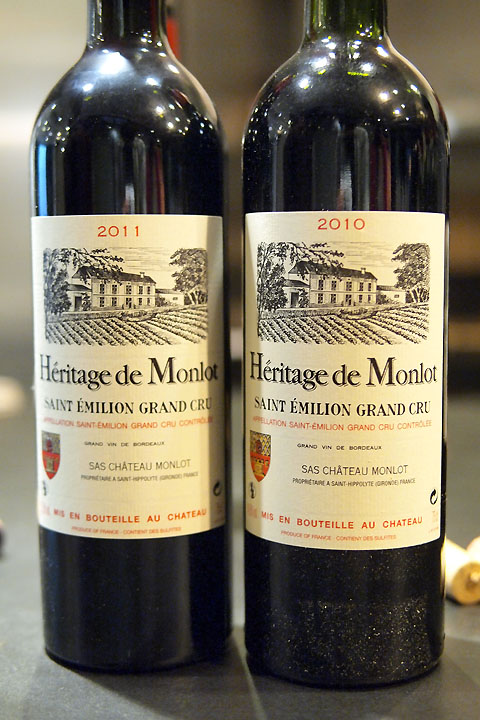 2011
Héritage de Monlot
SAINT ÉMILION GRAND CRU
APPELLATION SAINT-ÉMILION GRAND CRU CONTRÔLÉE
GRAND VIN DE BORDEAUX
SAS CHÂTEAU MONLOT
PROPRIÉTAIRE A SAINT-HIPPOLYTE (GIRONDE) FRANCE
MIS EN BOUTEILLE AU CHATEAU
PRODUCE OF FRANCE - CONTIENT DES SULFITES
2010
Héritage de Monlot
SAINT ÉMILION GRAND CRU
APPELLATION SAINT-ÉMILION GRAND CRU CONTRÔLÉE
GRAND VIN DE BORDEAUX
SAS CHÂTEAU MONLOT
PROPRIÉTAIRE A SAINT-HIPPOLYTE (GIRONDE) FRANCE
MIS EN BOUTEILLE AU CHATEAU
PRODUCE OF FRANCE - CONTIENT DES SULFITES